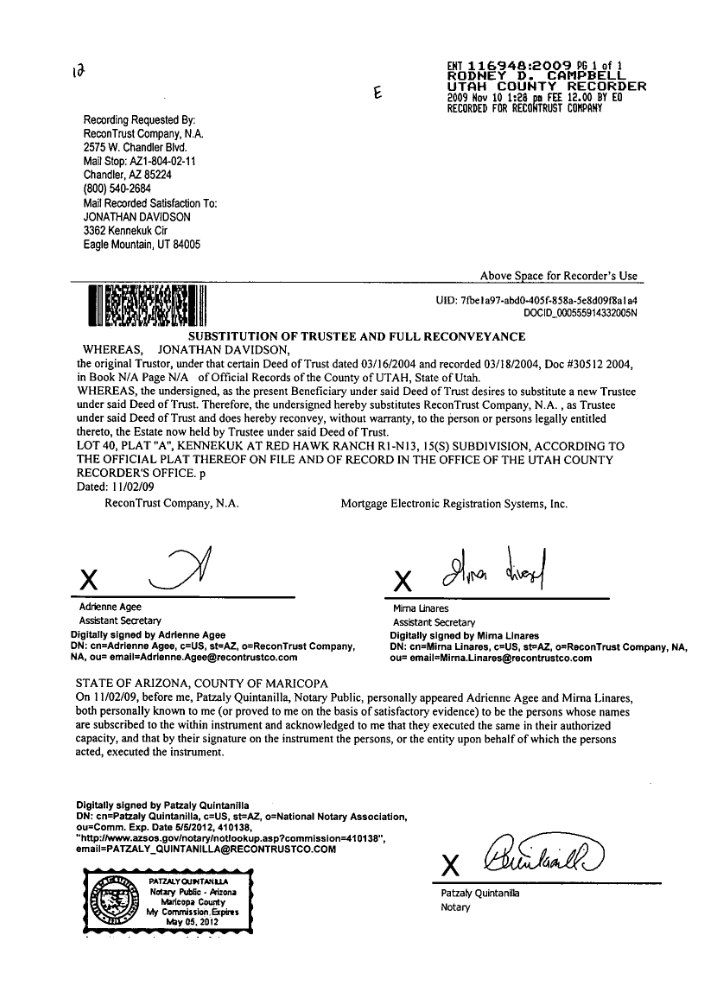 12
E
ENT 116948:2009 PG 1 of 1
RODNEY D. CAMPBELL
UTAH COUNTY RECORDER
2009 Nov 10 1:28 pm FEE 12.00 BY EO
RECORDED FOR RECONTRUST COMPANY
Recording Requested By:
ReconTrust Company, N.A.
2575 W. Chandler Blvd.
Mail Stop: AZ1-804-02-11
Chandler, AZ 85224
(800) 540-2684
Mail Recorded Satisfaction To:
JONATHAN DAVIDSON
3362 Kennekuk Cir
Eagle Mountain, UT 84005
Above Space for Recorder's Use
UID: 7fbe1a97-abd0-405f-858a-5e8d09f8a1a4
DOCID_000555914332005N
SUBSTITUTION OF TRUSTEE AND FULL RECONVEYANCE
WHEREAS, JONATHAN DAVIDSON,
the original Trustor, under that certain Deed of Trust dated 03/16/2004 and recorded 03/18/2004, Doc #30512 2004,
in Book N/A Page N/A of Official Records of the County of UTAH, State of Utah.
WHEREAS, the undersigned, as the present Beneficiary under said Deed of Trust desires to substitute a new Trustee
under said Deed of Trust. Therefore, the undersigned hereby substitutes ReconTrust Company, N.A. , as Trustee
under said Deed of Trust and does hereby reconvey, without warranty, to the person or persons legally entitled
thereto, the Estate now held by Trustee under said Deed of Trust.
LOT 40, PLAT "A", KENNEKUK AT RED HAWK RANCH R1-N13, 15(S) SUBDIVISION, ACCORDING TO
THE OFFICIAL PLAT THEREOF ON FILE AND OF RECORD IN THE OFFICE OF THE UTAH COUNTY
RECORDER'S OFFICE. p
Dated: 11/02/09
ReconTrust Company, N.A. Mortgage Electronic Registration Systems, Inc.
X
Adrienne Agee
Assistant Secretary
Digitally signed by Adrienne Agee
DN: cn=Adrienne Agee, c=US, st=AZ, o=ReconTrust Company,
NA, ou= email=Adrienne.Agee@recontrustco.com
X
Mirna Linares
Assistant Secretary
Digitally signed by Mirna Linares
DN: cn=Mirna Linares, c=US, st=AZ, o=ReconTrust Company, NA,
ou= email=Mirna.Linares@recontrustco.com
STATE OF ARIZONA, COUNTY OF MARICOPA
On 11/02/09, before me, Patzaly Quintanilla, Notary Public, personally appeared Adrienne Agee and Mirna Linares,
both personally known to me (or proved to me on the basis of satisfactory evidence) to be the persons whose names
are subscribed to the within instrument and acknowledged to me that they executed the same in their authorized
capacity, and that by their signature on the instrument the persons, or the entity upon behalf of which the persons
acted, executed the instrument.
Digitally signed by Patzaly Quintanilla
DN: cn=Patzaly Quintanilla, c=US, st=AZ, o=National Notary Association,
ou=Comm. Exp. Date 5/5/2012, 410138,
"http://www.azsos.gov/notary/notlookup.asp?commission=410138",
email=PATZALY_QUINTANILLA@RECONTRUSTCO.COM
PATZALY QUINTANILLA
Notary Public - Arizona
Maricopa County
My Commission Expires
May 05, 2012
X
Patzaly Quintanilla
Notary